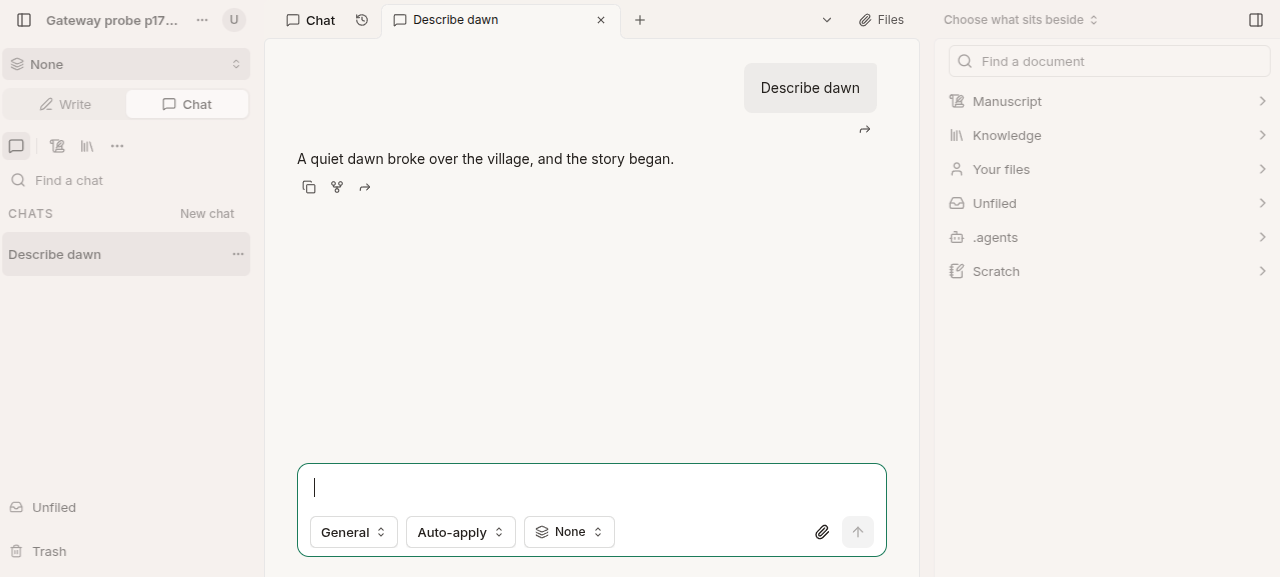 Gateway probe p17...
U
None
Write
Chat
Find a chat
CHATS
New chat
Describe dawn
Unfiled
Trash
Chat
Describe dawn
Files
Describe dawn
A quiet dawn broke over the village, and the story began.
General
Auto-apply
None
Choose what sits beside
Find a document
Manuscript
Knowledge
Your files
Unfiled
.agents
Scratch